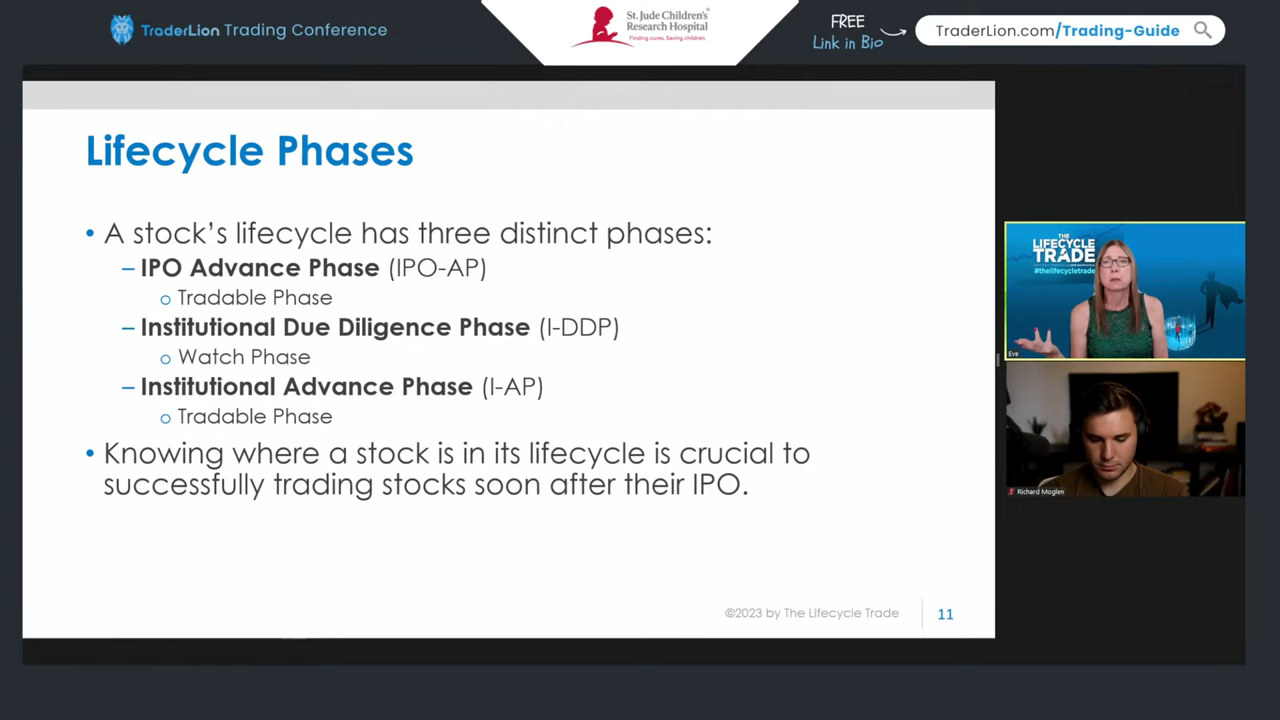 TraderLion Trading Conference
St. Jude Children's
Research Hospital
Finding cures. Saving children.
FREE
Link in Bio
TraderLion.com/Trading-Guide
Lifecycle Phases
• A stock's lifecycle has three distinct phases:
– IPO Advance Phase (IPO-AP)
o Tradable Phase
– Institutional Due Diligence Phase (I-DDP)
o Watch Phase
– Institutional Advance Phase (I-AP)
o Tradable Phase
• Knowing where a stock is in its lifecycle is crucial to
successfully trading stocks soon after their IPO.
©2023 by The Lifecycle Trade
11
THE
LIFECYCLE
TRADE
#thelifecycletrade
Eve
Richard Moglen